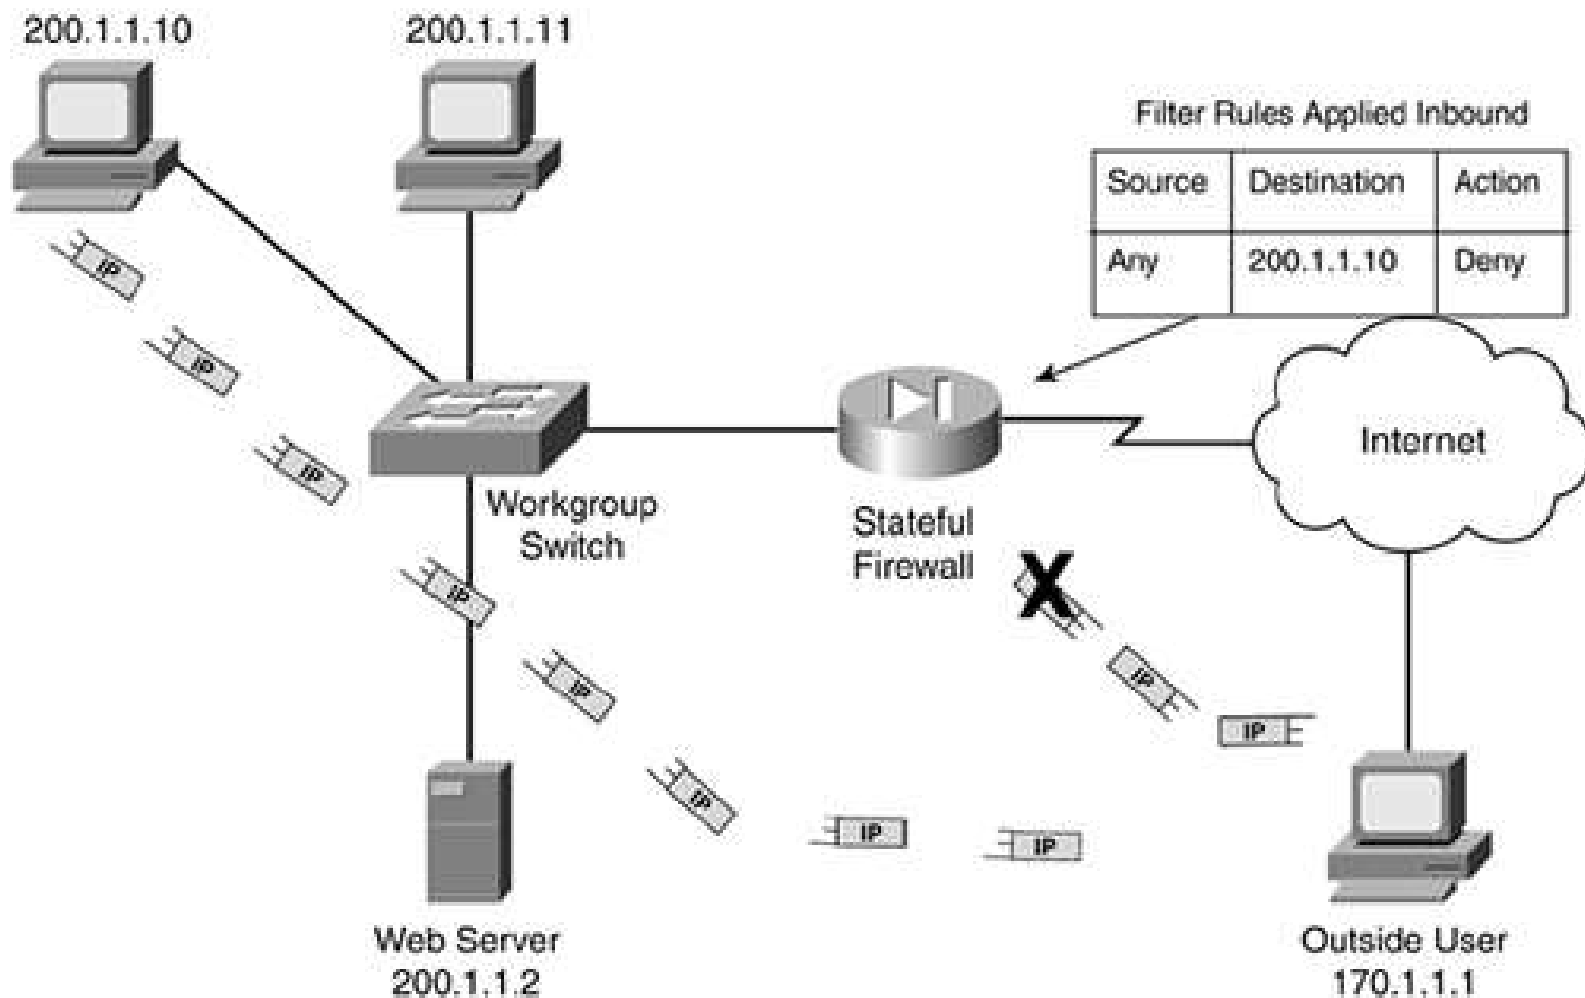 200.1.1.10
200.1.1.11
Filter Rules Applied Inbound
Source Destination Action
Any 200.1.1.10 Deny
IP
IP
IP
Internet
Workgroup
Switch
Stateful
Firewall
IP
X
IP
IP
IP
IP
IP
IP
Web Server
200.1.1.2
Outside User
170.1.1.1